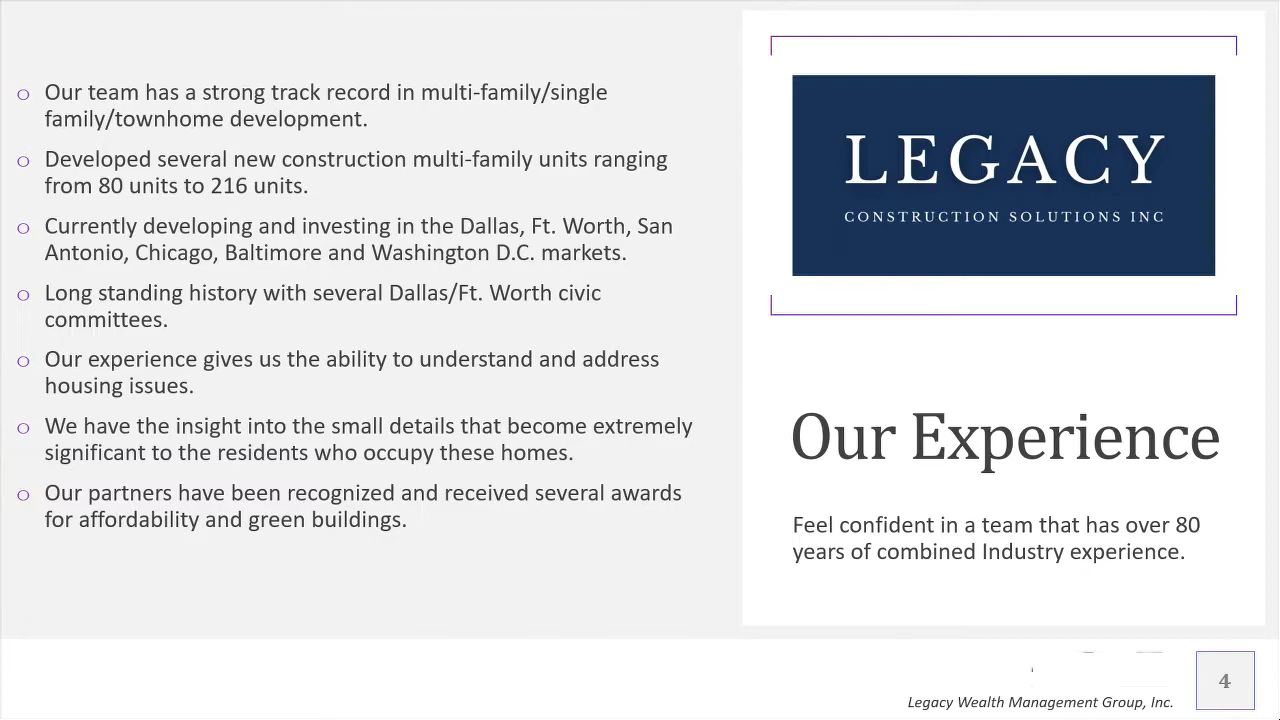 Our team has a strong track record in multi-family/single
family/townhome development.
Developed several new construction multi-family units ranging
from 80 units to 216 units.
Currently developing and investing in the Dallas, Ft. Worth, San
Antonio, Chicago, Baltimore and Washington D.C. markets.
Long standing history with several Dallas/Ft. Worth civic
committees.
Our experience gives us the ability to understand and address
housing issues.
We have the insight into the small details that become extremely
significant to the residents who occupy these homes.
Our partners have been recognized and received several awards
for affordability and green buildings.
LEGACY
CONSTRUCTION SOLUTIONS INC
Our Experience
Feel confident in a team that has over 80
years of combined Industry experience.
Legacy Wealth Management Group, Inc.
4